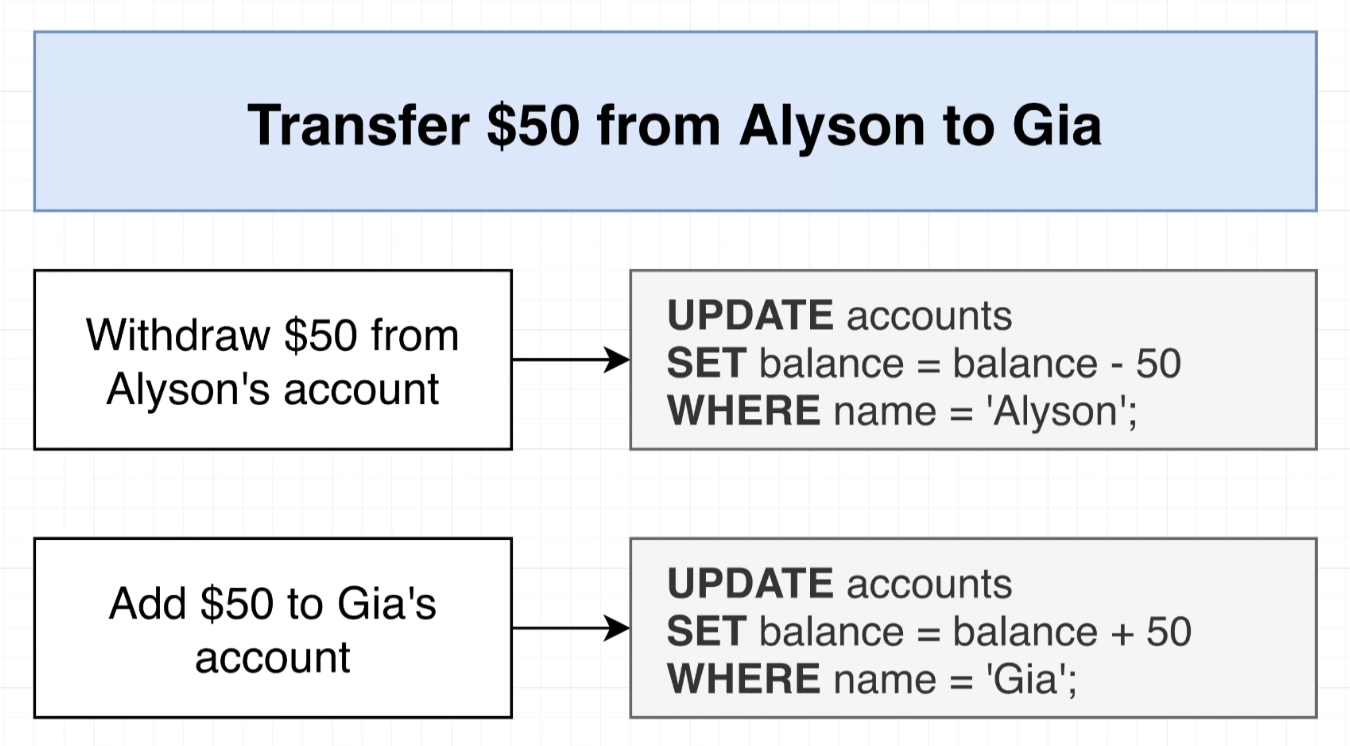 Transfer $50 from Alyson to Gia
Withdraw $50 from
Alyson's account
UPDATE accounts
SET balance = balance - 50
WHERE name = 'Alyson';
Add $50 to Gia's
account
UPDATE accounts
SET balance = balance + 50
WHERE name = 'Gia';